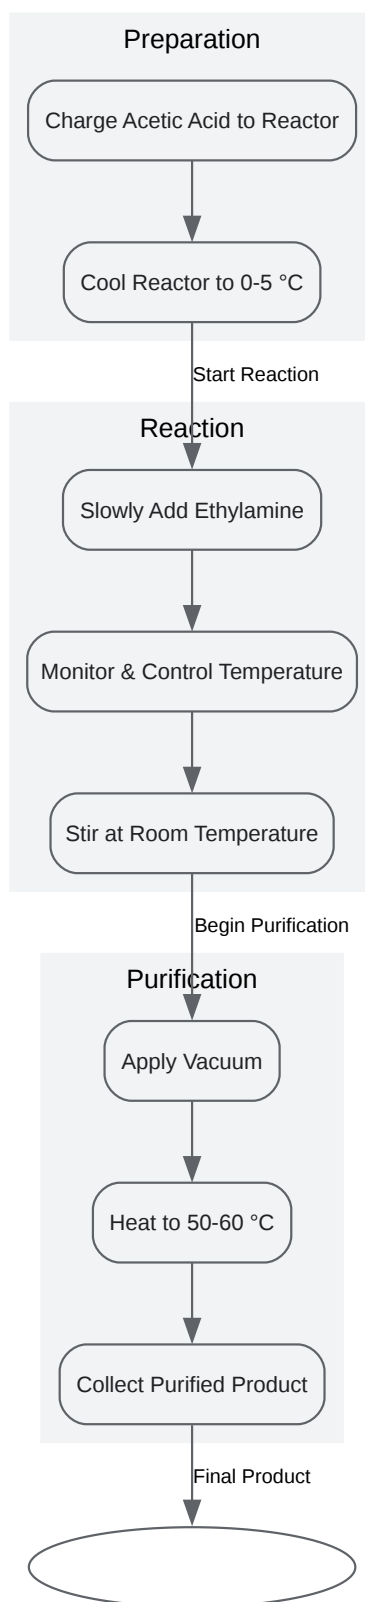 Preparation
Charge Acetic Acid to Reactor
Cool Reactor to 0-5 °C
Start Reaction
Reaction
Slowly Add Ethylamine
Monitor & Control Temperature
Stir at Room Temperature
Begin Purification
Purification
Apply Vacuum
Heat to 50-60 °C
Collect Purified Product
Final Product